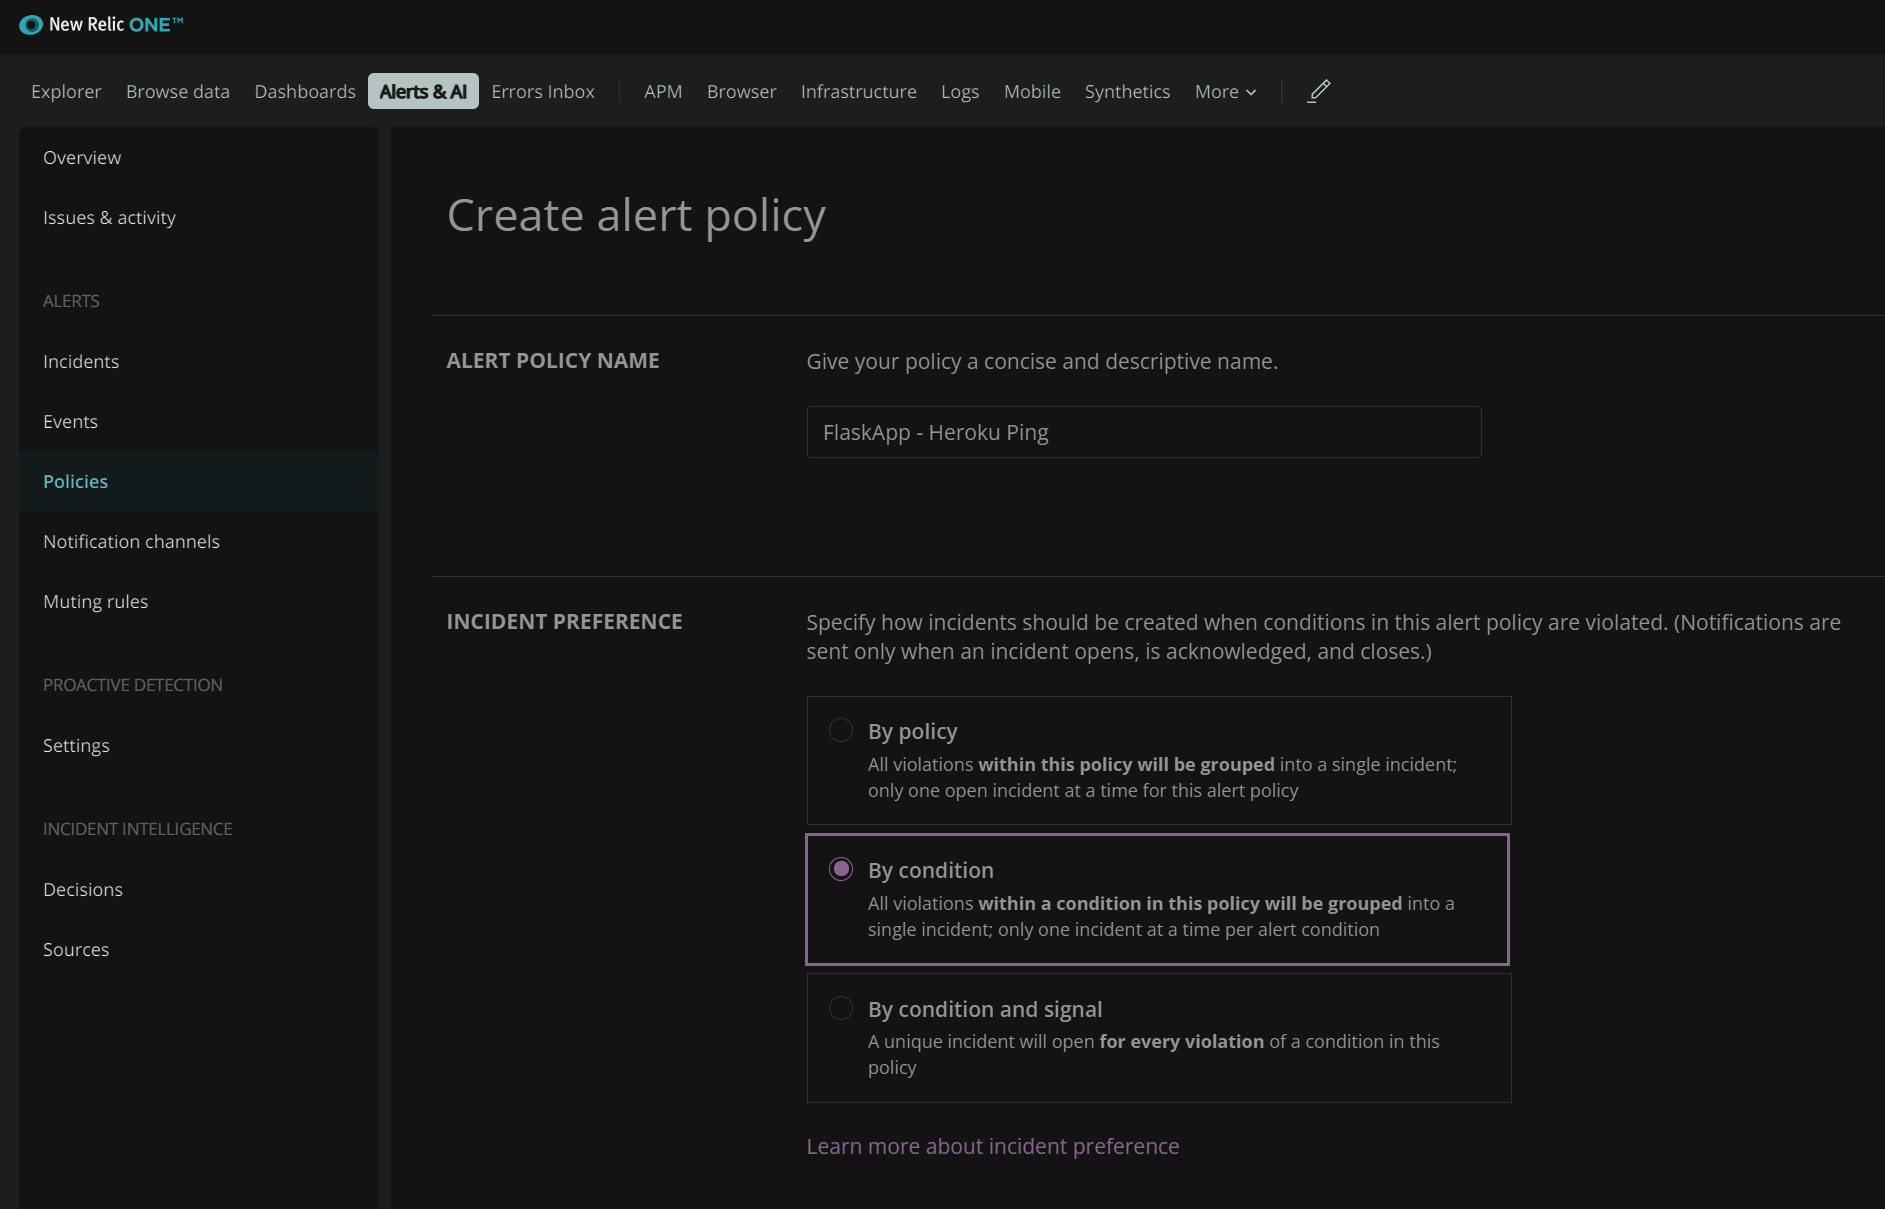 New Relic ONE™
Explorer Browse data Dashboards Alerts & AI Errors Inbox APM Browser Infrastructure Logs Mobile Synthetics More
Overview
Issues & activity
ALERTS
Incidents
Events
Policies
Notification channels
Muting rules
PROACTIVE DETECTION
Settings
INCIDENT INTELLIGENCE
Decisions
Sources
Create alert policy
ALERT POLICY NAME
Give your policy a concise and descriptive name.
FlaskApp - Heroku Ping
INCIDENT PREFERENCE
Specify how incidents should be created when conditions in this alert policy are violated. (Notifications are
sent only when an incident opens, is acknowledged, and closes.)
By policy
All violations within this policy will be grouped into a single incident;
only one open incident at a time for this alert policy
By condition
All violations within a condition in this policy will be grouped into a
single incident; only one incident at a time per alert condition
By condition and signal
A unique incident will open for every violation of a condition in this
policy
Learn more about incident preference